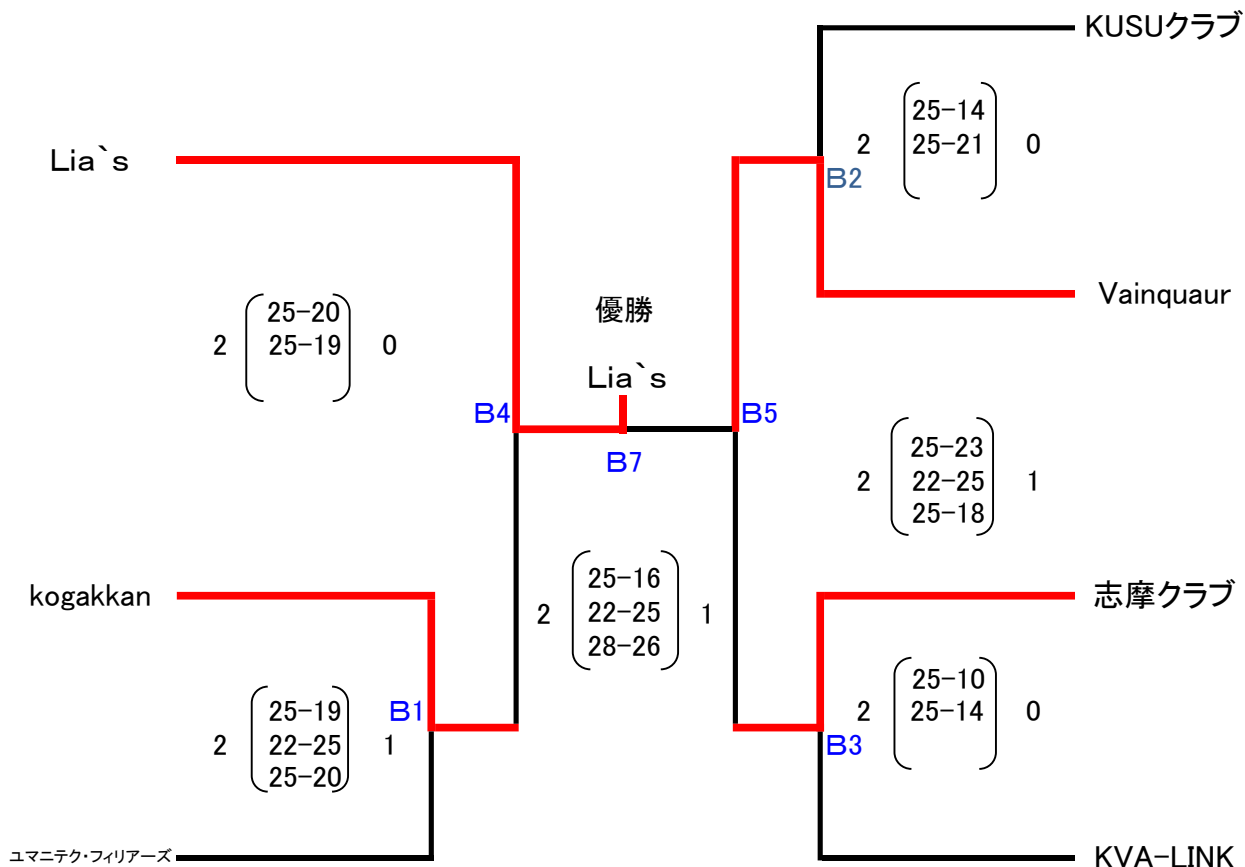 KUSUクラブ
25-14
2 25-21 0
B2
Lia`s
Vainquaur
優勝
25-20
2 25-19 0
Lia`s
B4
B5
B7
25-23
2 22-25 1
25-18
kogakkan
25-16
2 22-25 1
28-26
志摩クラブ
25-19
B1
2 22-25 1
25-20
25-10
2 25-14 0
B3
ユマニテク・フィリアーズ
KVA-LINK